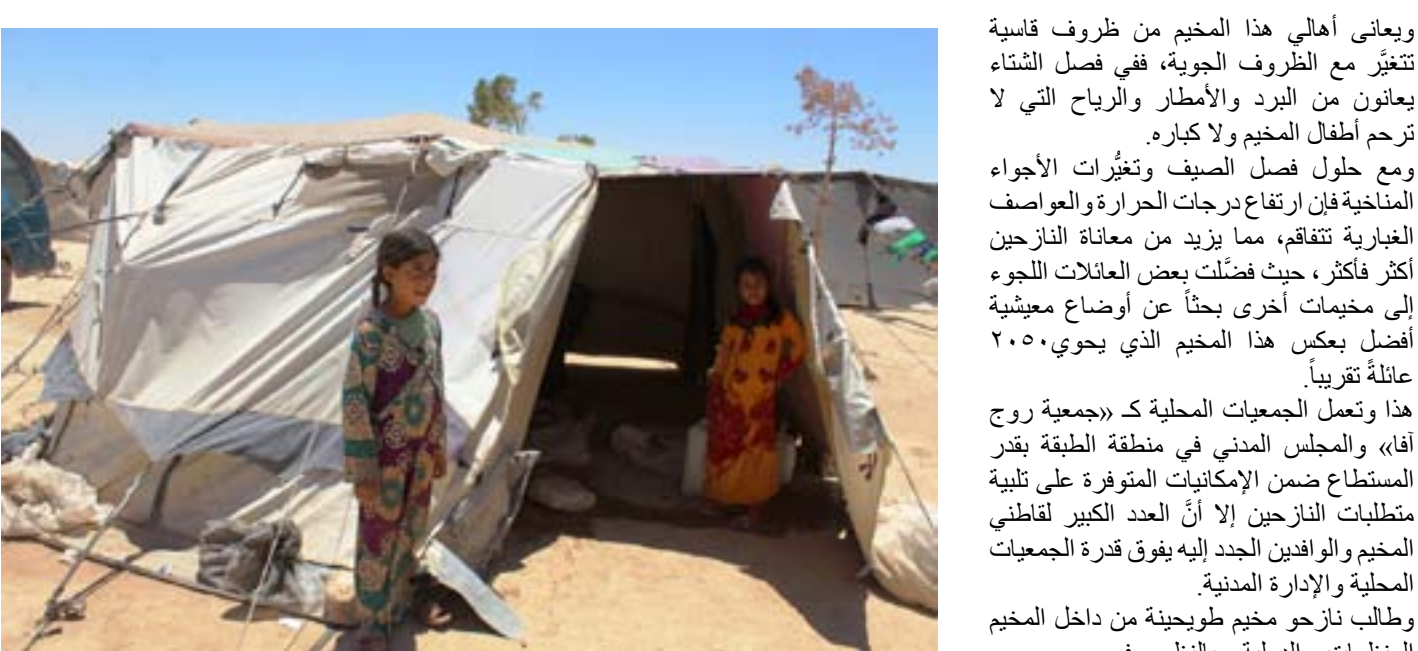 ويعانى أهالي هذا المخيم من ظروف قاسية
تتغيَّر مع الظروف الجوية، ففي فصل الشتاء
يعانون من البرد والأمطار والرياح التي لا
ترحم أطفال المخيم ولا كباره.
ومع حلول فصل الصيف وتغيُّرات الأجواء
المناخية فإن ارتفاع درجات الحرارة والعواصف
الغبارية تتفاقم، مما يزيد من معاناة النازحين
أكثر فأكثر، حيث فضَّلت بعض العائلات اللجوء
إلى مخيمات أخرى بحثاً عن أوضاع معيشية
أفضل بعكس هذا المخيم الذي يحوي٢٠٥٠
عائلةً تقريباً.
هذا وتعمل الجمعيات المحلية كـ «جمعية روج
آفا» والمجلس المدني في منطقة الطبقة بقدر
المستطاع ضمن الإمكانيات المتوفرة على تلبية
متطلبات النازحين إلا أنَّ العدد الكبير لقاطني
المخيم والوافدين الجدد إليه يفوق قدرة الجمعيات
المحلية والإدارة المدنية.
وطالب نازحو مخيم طويحينة من داخل المخيم